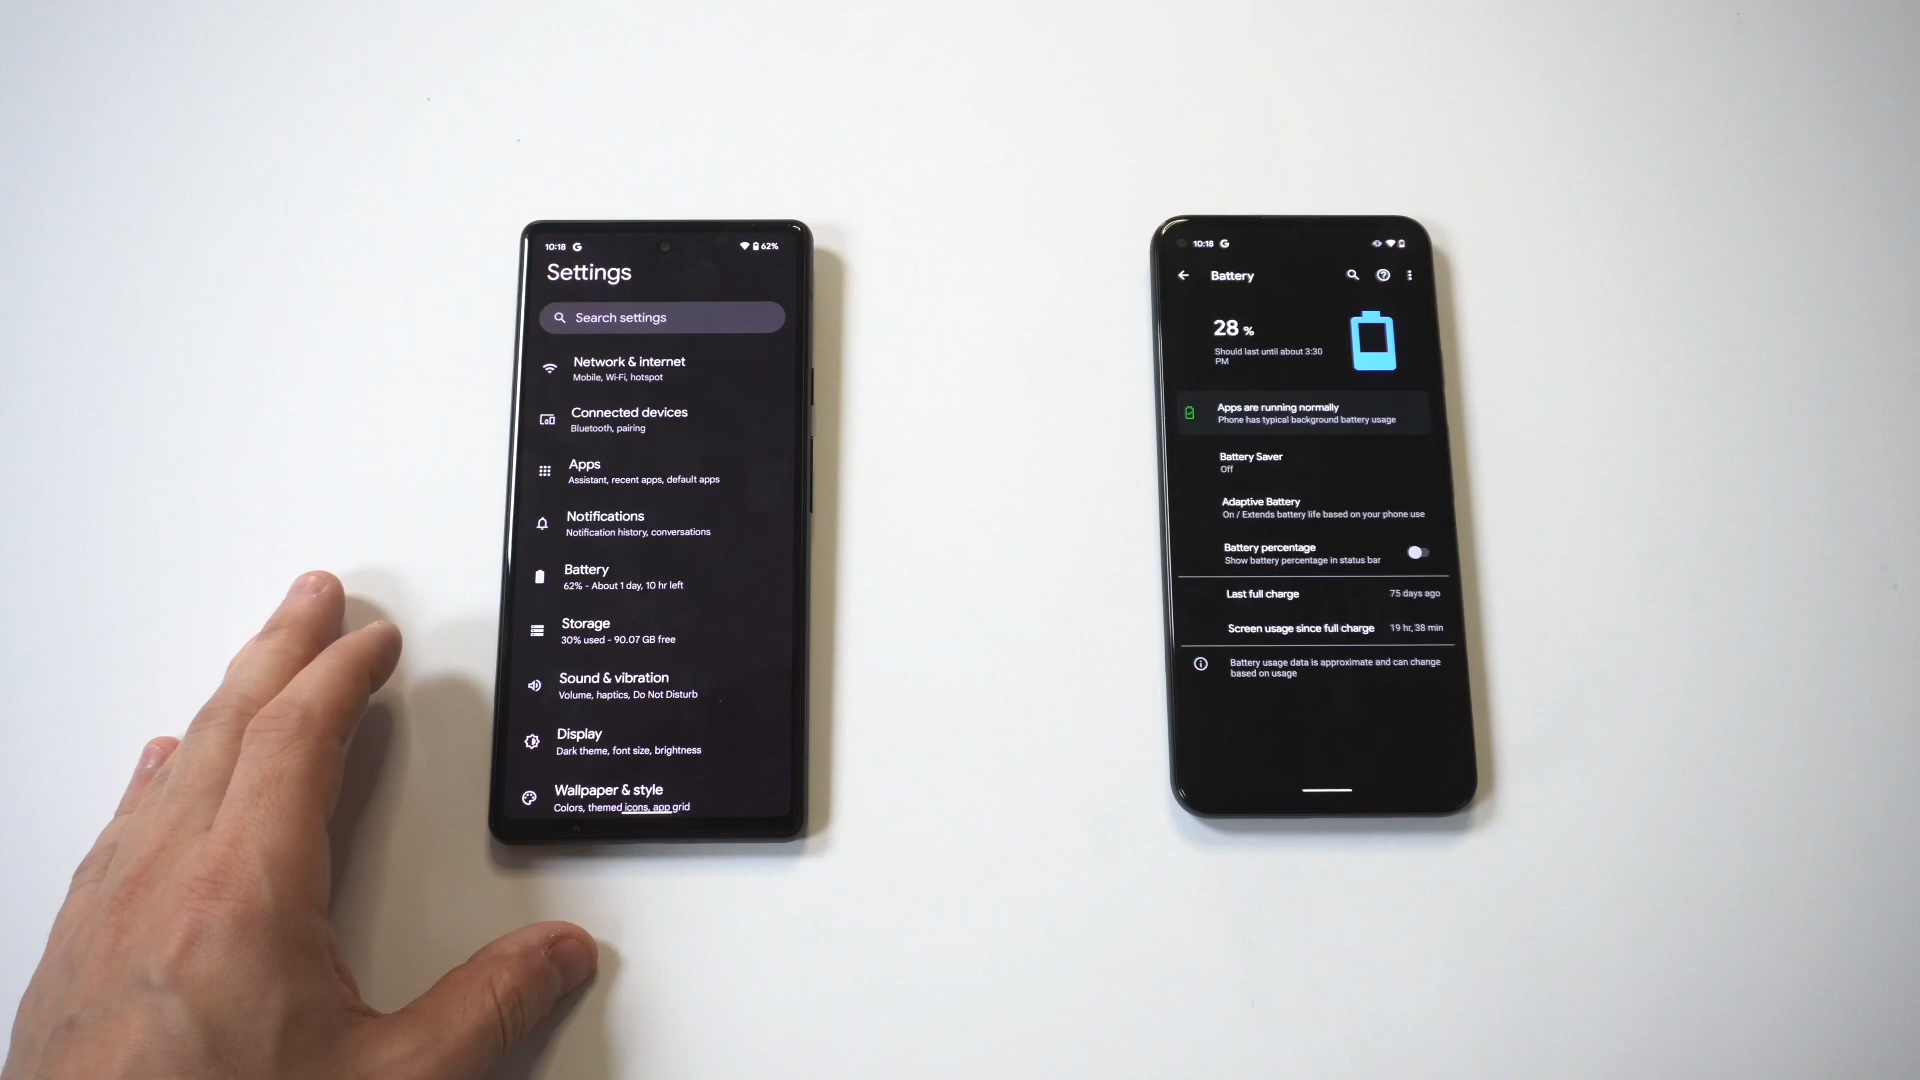 10:18 G 62%
Settings
Search settings
Network & internet
Mobile, Wi-Fi, hotspot
Connected devices
Bluetooth, pairing
Apps
Assistant, recent apps, default apps
Notifications
Notification history, conversations
Battery
62% - About 1 day, 10 hr left
Storage
30% used - 90.07 GB free
Sound & vibration
Volume, haptics, Do Not Disturb
Display
Dark theme, font size, brightness
Wallpaper & style
Colors, themed icons, app grid
10:18 G
Battery
28 %
Should last until about 3:30
PM
Apps are running normally
Phone has typical background battery usage
Battery Saver
Off
Adaptive Battery
On / Extends battery life based on your phone use
Battery percentage
Show battery percentage in status bar
Last full charge 75 days ago
Screen usage since full charge 19 hr, 38 min
Battery usage data is approximate and can change
based on usage